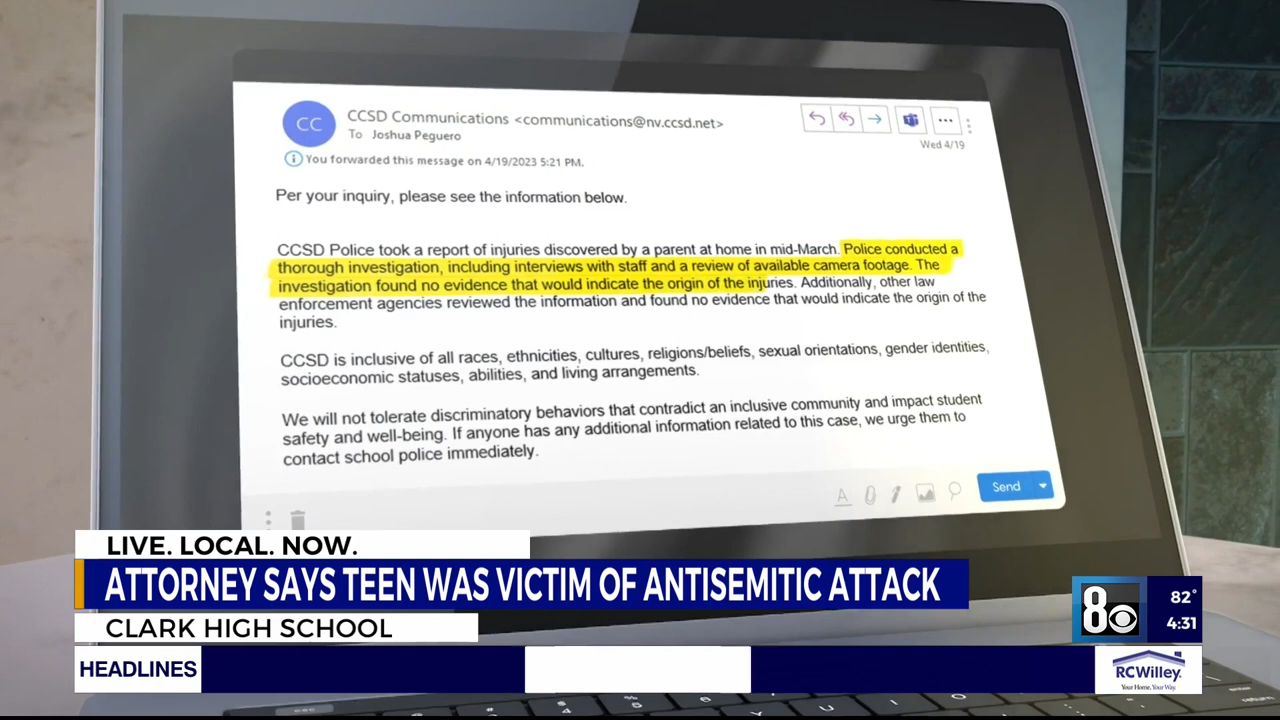 CC
CCSD Communications <communications@nv.ccsd.net>
To Joshua Peguero
You forwarded this message on 4/19/2023 5:21 PM.
Wed 4/19
Per your inquiry, please see the information below.
CCSD Police took a report of injuries discovered by a parent at home in mid-March. Police conducted a
thorough investigation, including interviews with staff and a review of available camera footage. The
investigation found no evidence that would indicate the origin of the injuries. Additionally, other law
enforcement agencies reviewed the information and found no evidence that would indicate the origin of the
injuries.
CCSD is inclusive of all races, ethnicities, cultures, religions/beliefs, sexual orientations, gender identities,
socioeconomic statuses, abilities, and living arrangements.
We will not tolerate discriminatory behaviors that contradict an inclusive community and impact student
safety and well-being. If anyone has any additional information related to this case, we urge them to
contact school police immediately.
A
Send
LIVE. LOCAL. NOW.
ATTORNEY SAYS TEEN WAS VICTIM OF ANTISEMITIC ATTACK
CLARK HIGH SCHOOL
8
82°
4:31
HEADLINES
RCWilley
Your Home. Your Way.
enter
return